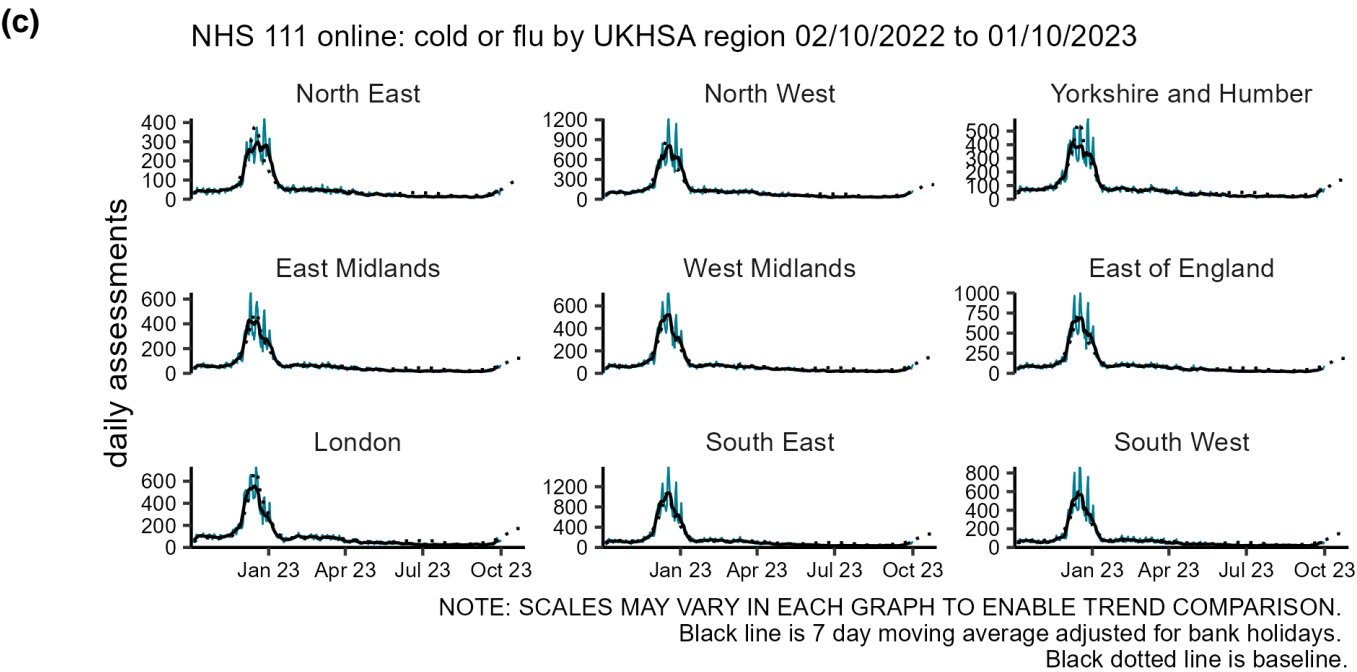 (c)
NHS 111 online: cold or flu by UKHSA region 02/10/2022 to 01/10/2023
North East
North West
Yorkshire and Humber
400
300
200
100
0
1200
900
600
300
0
500
400
300
200
100
0
daily assessments
East Midlands
West Midlands
East of England
600
400
200
0
600
400
200
0
1000
750
500
250
0
London
South East
South West
600
400
200
0
1200
800
400
0
800
600
400
200
0
Jan 23 Apr 23 Jul 23 Oct 23
Jan 23 Apr 23 Jul 23 Oct 23
Jan 23 Apr 23 Jul 23 Oct 23
NOTE: SCALES MAY VARY IN EACH GRAPH TO ENABLE TREND COMPARISON.
Black line is 7 day moving average adjusted for bank holidays.
Black dotted line is baseline.